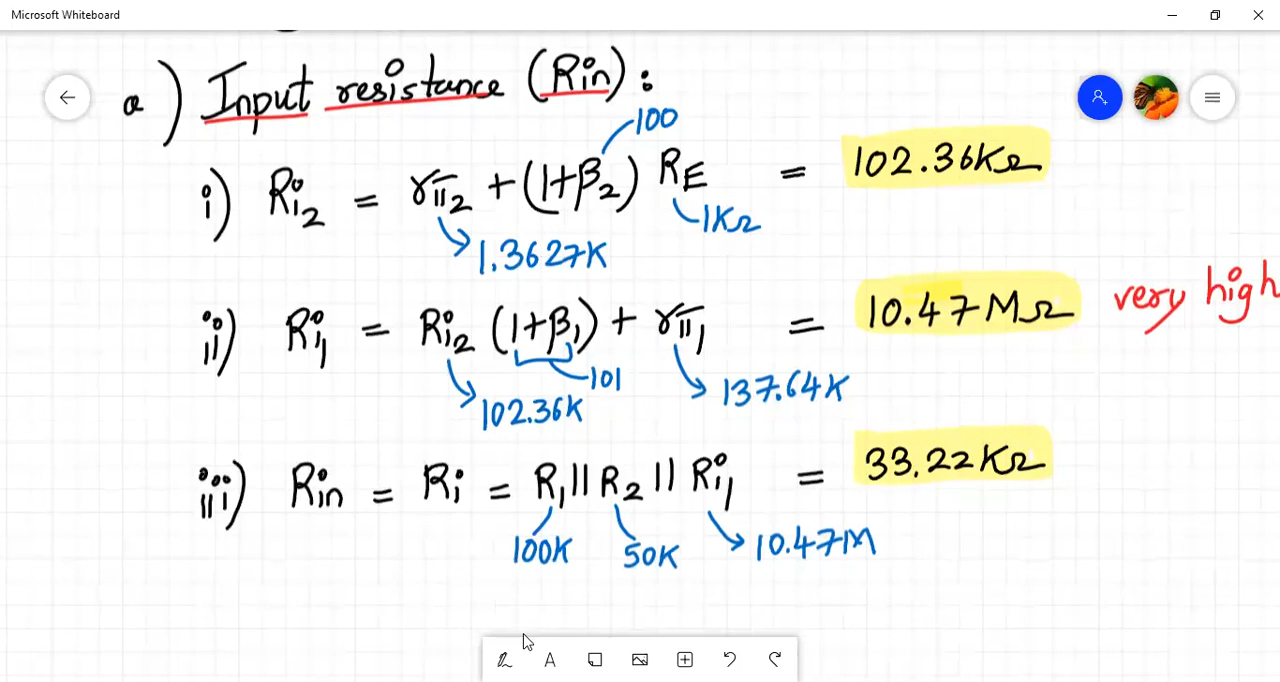 Microsoft Whiteboard
a) Input resistance (Rin):
100
i) Ri2 = rπ2 + (1+β2) RE = 102.36KΩ
1KΩ
1.3627K
very high
ii) Ri1 = Ri2 (1+β1) + rπ1 = 10.47MΩ
101
137.64K
102.36K
iii) Rin = Ri = R1 || R2 || Ri1 = 33.22KΩ
100K 50K 10.47M
A